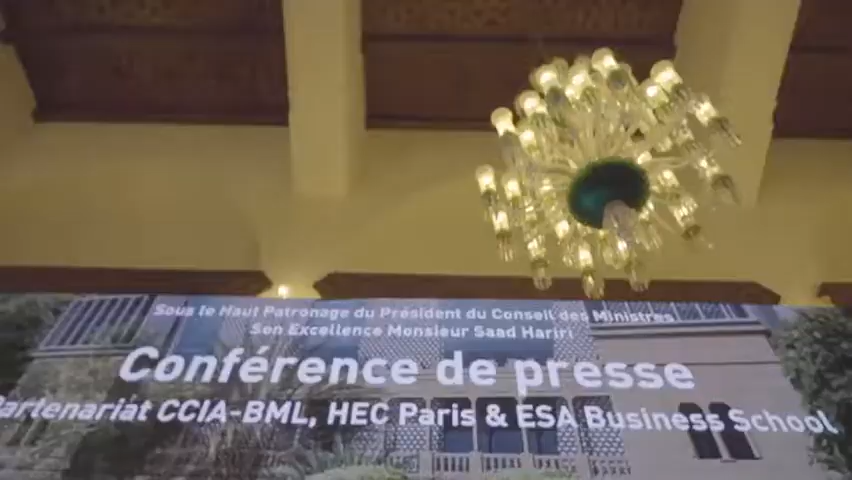 Sous le Haut Patronage du Président du Conseil des Ministres
Son Excellence Monsieur Saad Hariri
Conférence de presse
Partenariat CCIA-BML, HEC Paris & ESA Business School